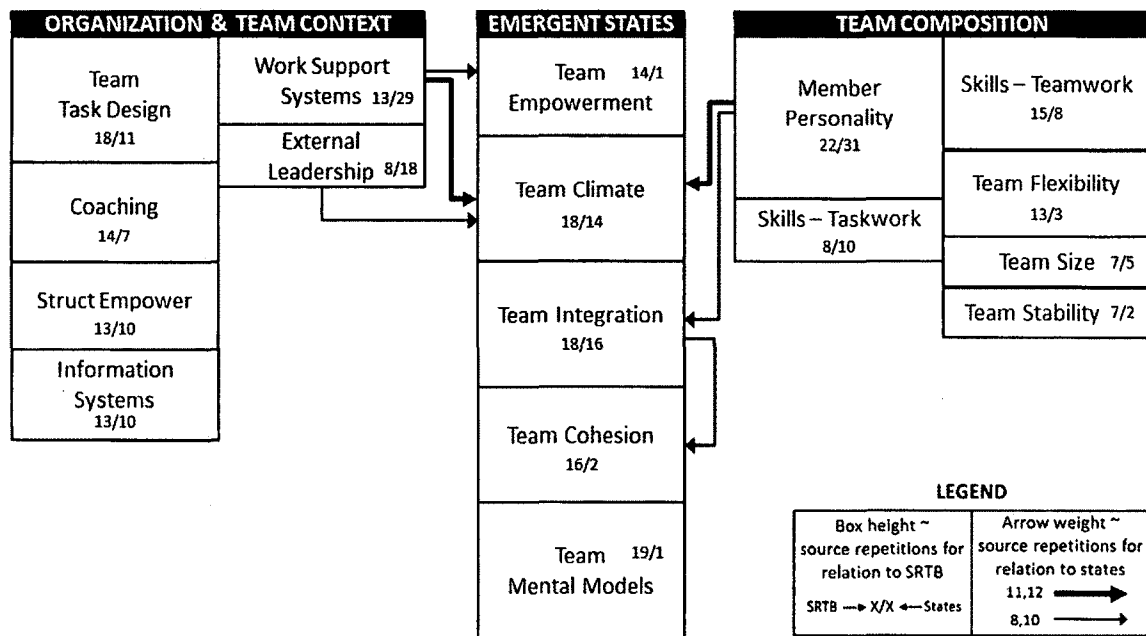 ORGANIZATION & TEAM CONTEXT
Team
Task Design
18/11
Coaching
14/7
Struct Empower
13/10
Information
Systems
13/10
Work Support
Systems 13/29
External
Leadership 8/18
EMERGENT STATES
Team 14/1
Empowerment
Team Climate
18/14
Team Integration
18/16
Team Cohesion
16/2
Team 19/1
Mental Models
TEAM COMPOSITION
Member
Personality
22/31
Skills – Taskwork
8/10
Skills – Teamwork
15/8
Team Flexibility
13/3
Team Size 7/5
Team Stability 7/2
LEGEND
Box height ~
source repetitions for
relation to SRTB
SRTB → X/X ← States
Arrow weight ~
source repetitions for
relation to states
11,12
8,10